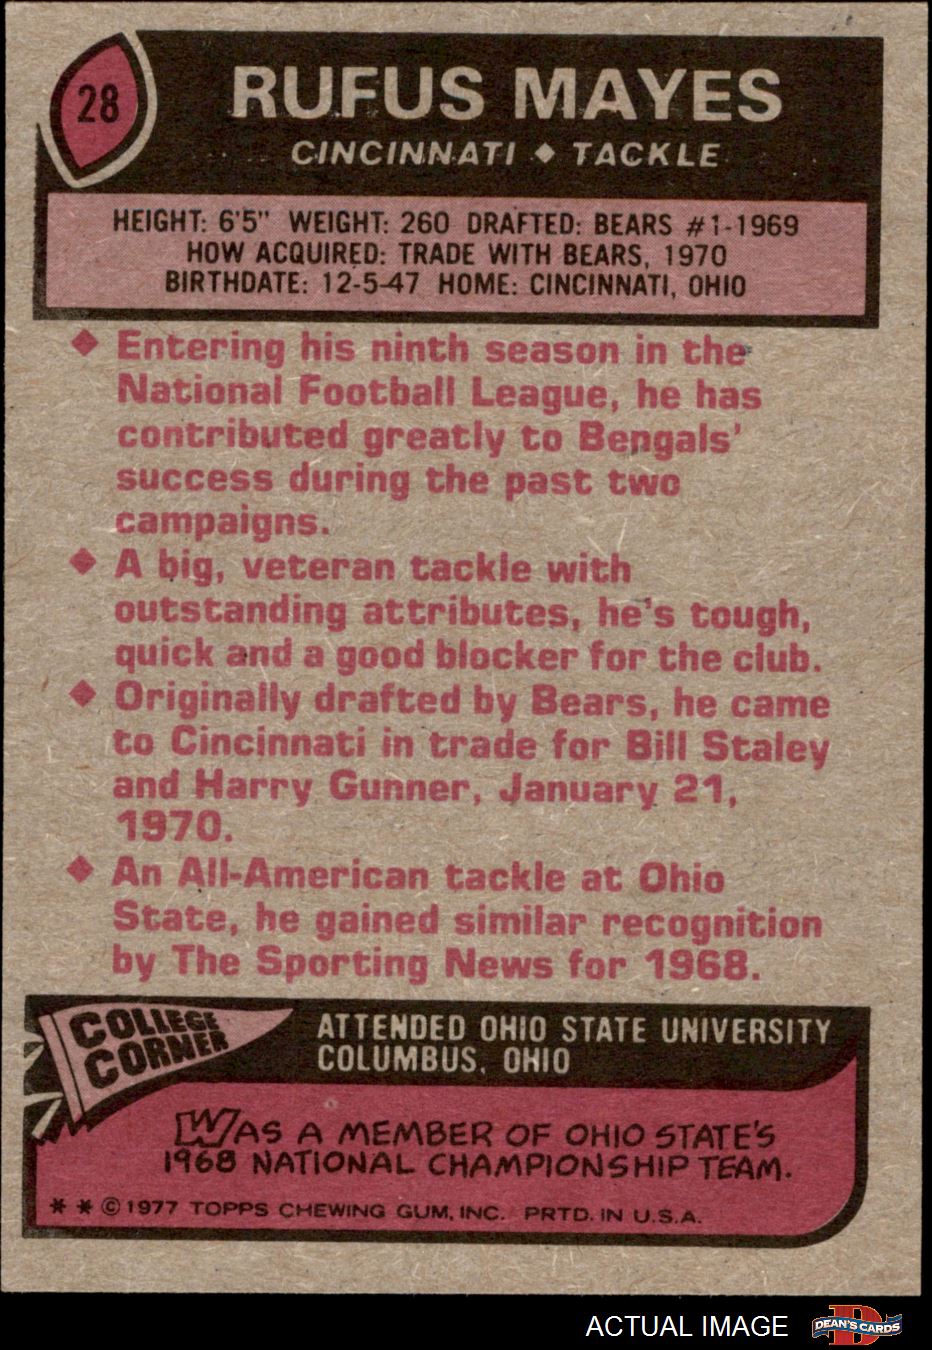 28
RUFUS MAYES
CINCINNATI ◆ TACKLE
HEIGHT: 6'5" WEIGHT: 260 DRAFTED: BEARS #1-1969
HOW ACQUIRED: TRADE WITH BEARS, 1970
BIRTHDATE: 12-5-47 HOME: CINCINNATI, OHIO
◆ Entering his ninth season in the
National Football League, he has
contributed greatly to Bengals'
success during the past two
campaigns.
◆ A big, veteran tackle with
outstanding attributes, he's tough,
quick and a good blocker for the club.
◆ Originally drafted by Bears, he came
to Cincinnati in trade for Bill Staley
and Harry Gunner, January 21,
1970.
◆ An All-American tackle at Ohio
State, he gained similar recognition
by The Sporting News for 1968.
COLLEGE
CORNER
ATTENDED OHIO STATE UNIVERSITY
COLUMBUS, OHIO
WAS A MEMBER OF OHIO STATE'S
1968 NATIONAL CHAMPIONSHIP TEAM.
* * © 1977 TOPPS CHEWING GUM, INC. PRTD. IN U.S.A.
ACTUAL IMAGE
D
DEAN'S CARDS